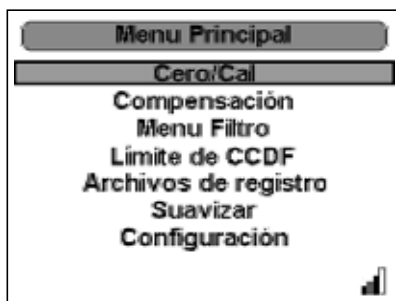 Menu Principal
Cero/Cal
Compensación
Menu Filtro
Límite de CCDF
Archivos de registro
Suavizar
Configuración